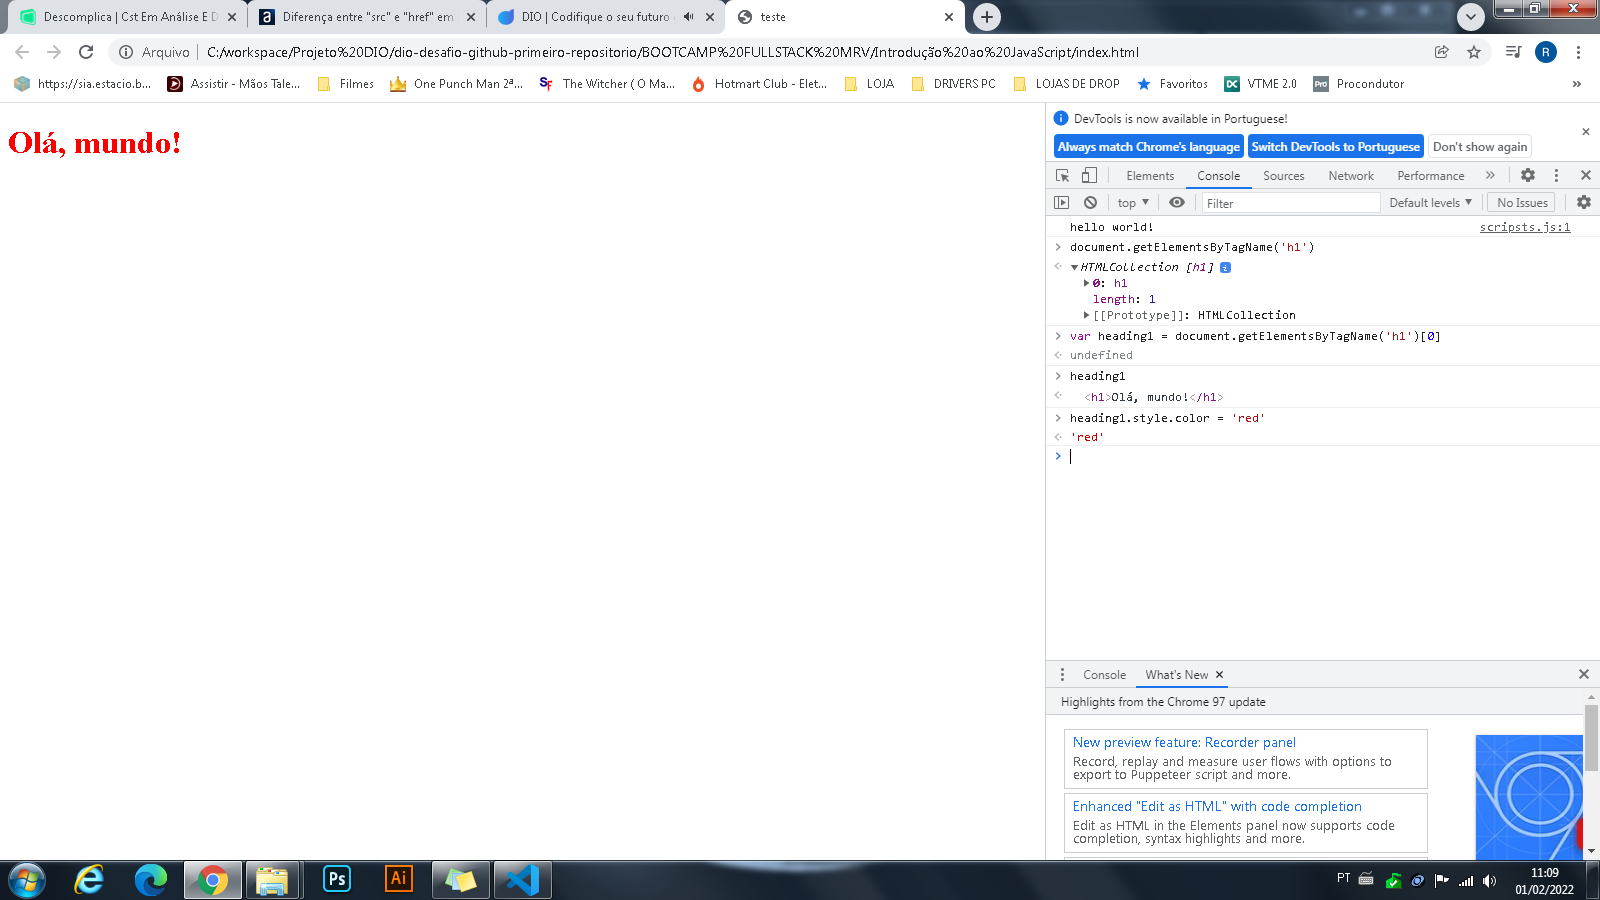 Descomplica | Cst Em Análise E D
Diferença entre "src" e "href" em
DIO | Codifique o seu futuro
teste
Arquivo
C:/workspace/Projeto%20DIO/dio-desafio-github-primeiro-repositorio/BOOTCAMP%20FULLSTACK%20MRV/Introdução%20ao%20JavaScript/index.html
R
https://sia.estacio.b...
Assistir - Mãos Tale...
Filmes
One Punch Man 2ª...
SF
The Witcher ( O Ma...
Hotmart Club - Elet...
LOJA
DRIVERS PC
LOJAS DE DROP
Favoritos
VTME 2.0
Pro
Procondutor
»
Olá, mundo!
DevTools is now available in Portuguese!
Always match Chrome's language
Switch DevTools to Portuguese
Don't show again
Elements
Console
Sources
Network
Performance
»
top
Filter
Default levels
No Issues
hello world!
scripsts.js:1
document.getElementsByTagName('h1')
HTMLCollection [h1]
0: h1
length: 1
[[Prototype]]: HTMLCollection
var heading1 = document.getElementsByTagName('h1')[0]
undefined
heading1
<h1>Olá, mundo!</h1>
heading1.style.color = 'red'
'red'
Console
What's New
Highlights from the Chrome 97 update
New preview feature: Recorder panel
Record, replay and measure user flows with options to
export to Puppeteer script and more.
Enhanced "Edit as HTML" with code completion
Edit as HTML in the Elements panel now supports code
completion, syntax highlights and more.
Ps
Ai
PT
11:09
01/02/2022